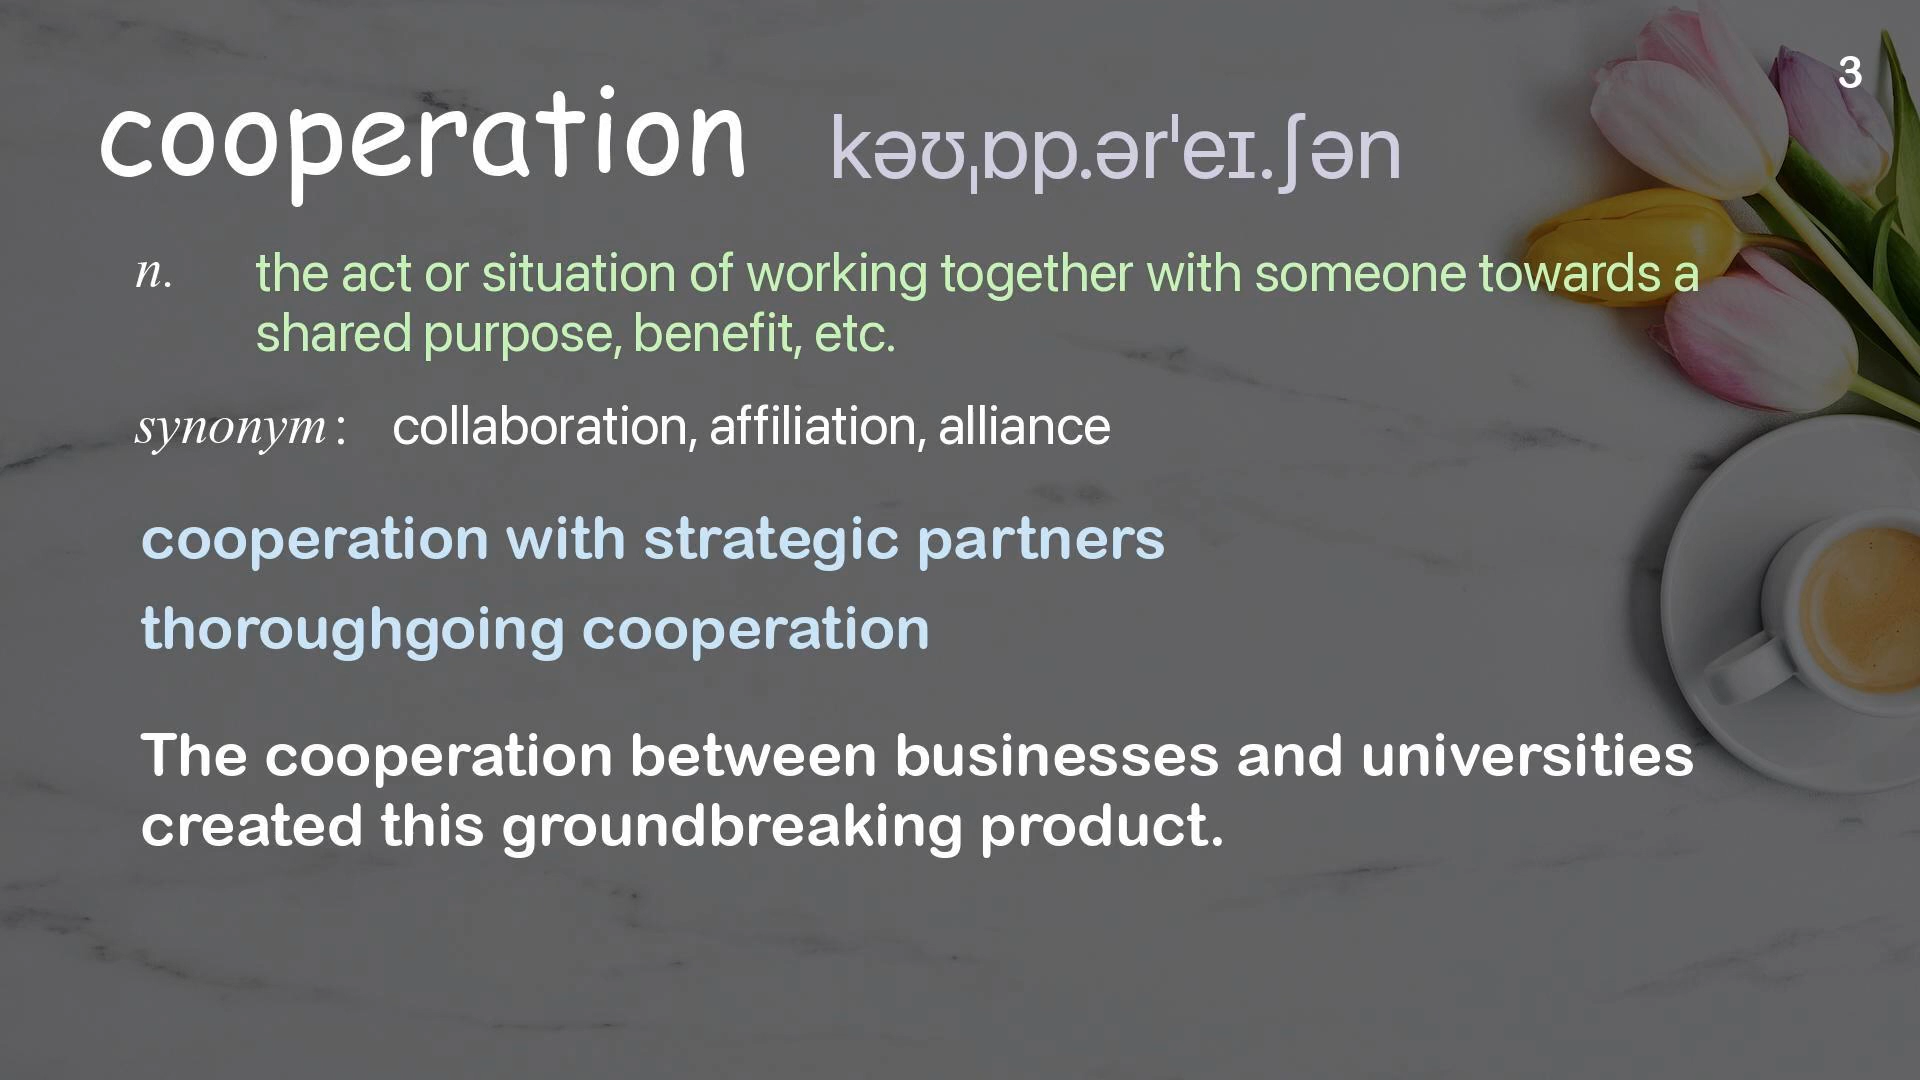 3
cooperation kəʊˌɒp.ərˈeɪ.ʃən
n. the act or situation of working together with someone towards a
shared purpose, benefit, etc.
synonym : collaboration, affiliation, alliance
cooperation with strategic partners
thoroughgoing cooperation
The cooperation between businesses and universities
created this groundbreaking product.